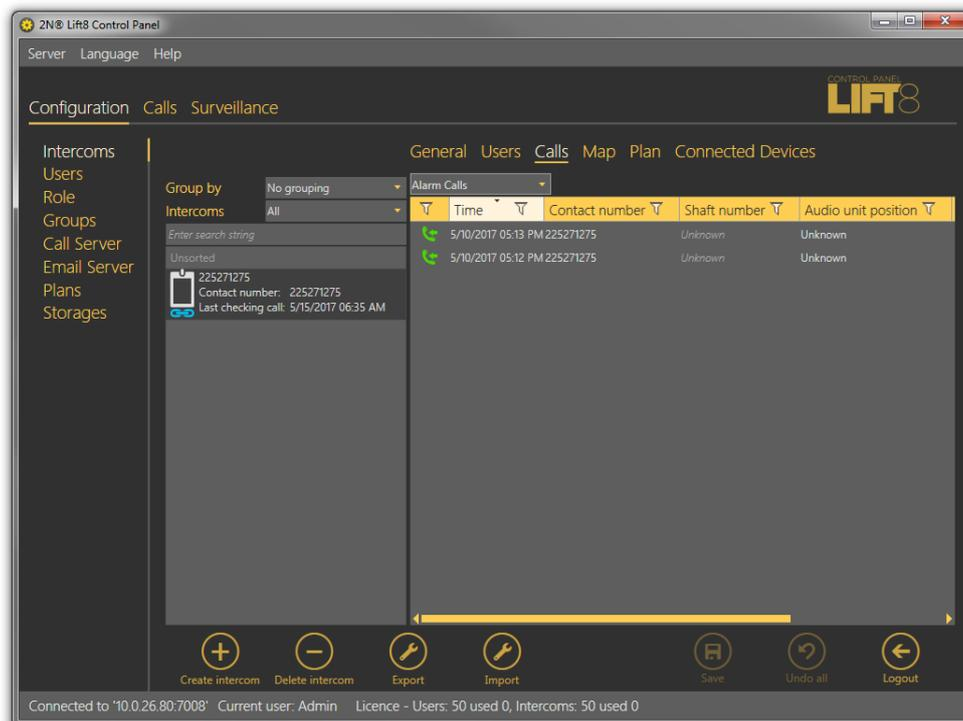 2N® Lift8 Control Panel
Server Language Help
CONTROL PANEL
LIFT8
Configuration Calls Surveillance
Intercoms
Users
Role
Groups
Call Server
Email Server
Plans
Storages
General Users Calls Map Plan Connected Devices
Group by No grouping
Intercoms All
Enter search string
Unsorted
225271275
Contact number: 225271275
Last checking call: 5/15/2017 06:35 AM
Alarm Calls
Time Contact number Shaft number Audio unit position
5/10/2017 05:13 PM 225271275 Unknown Unknown
5/10/2017 05:12 PM 225271275 Unknown Unknown
Create intercom Delete intercom Export Import Save Undo all Logout
Connected to '10.0.26.80:7008' Current user: Admin Licence - Users: 50 used 0, Intercoms: 50 used 0